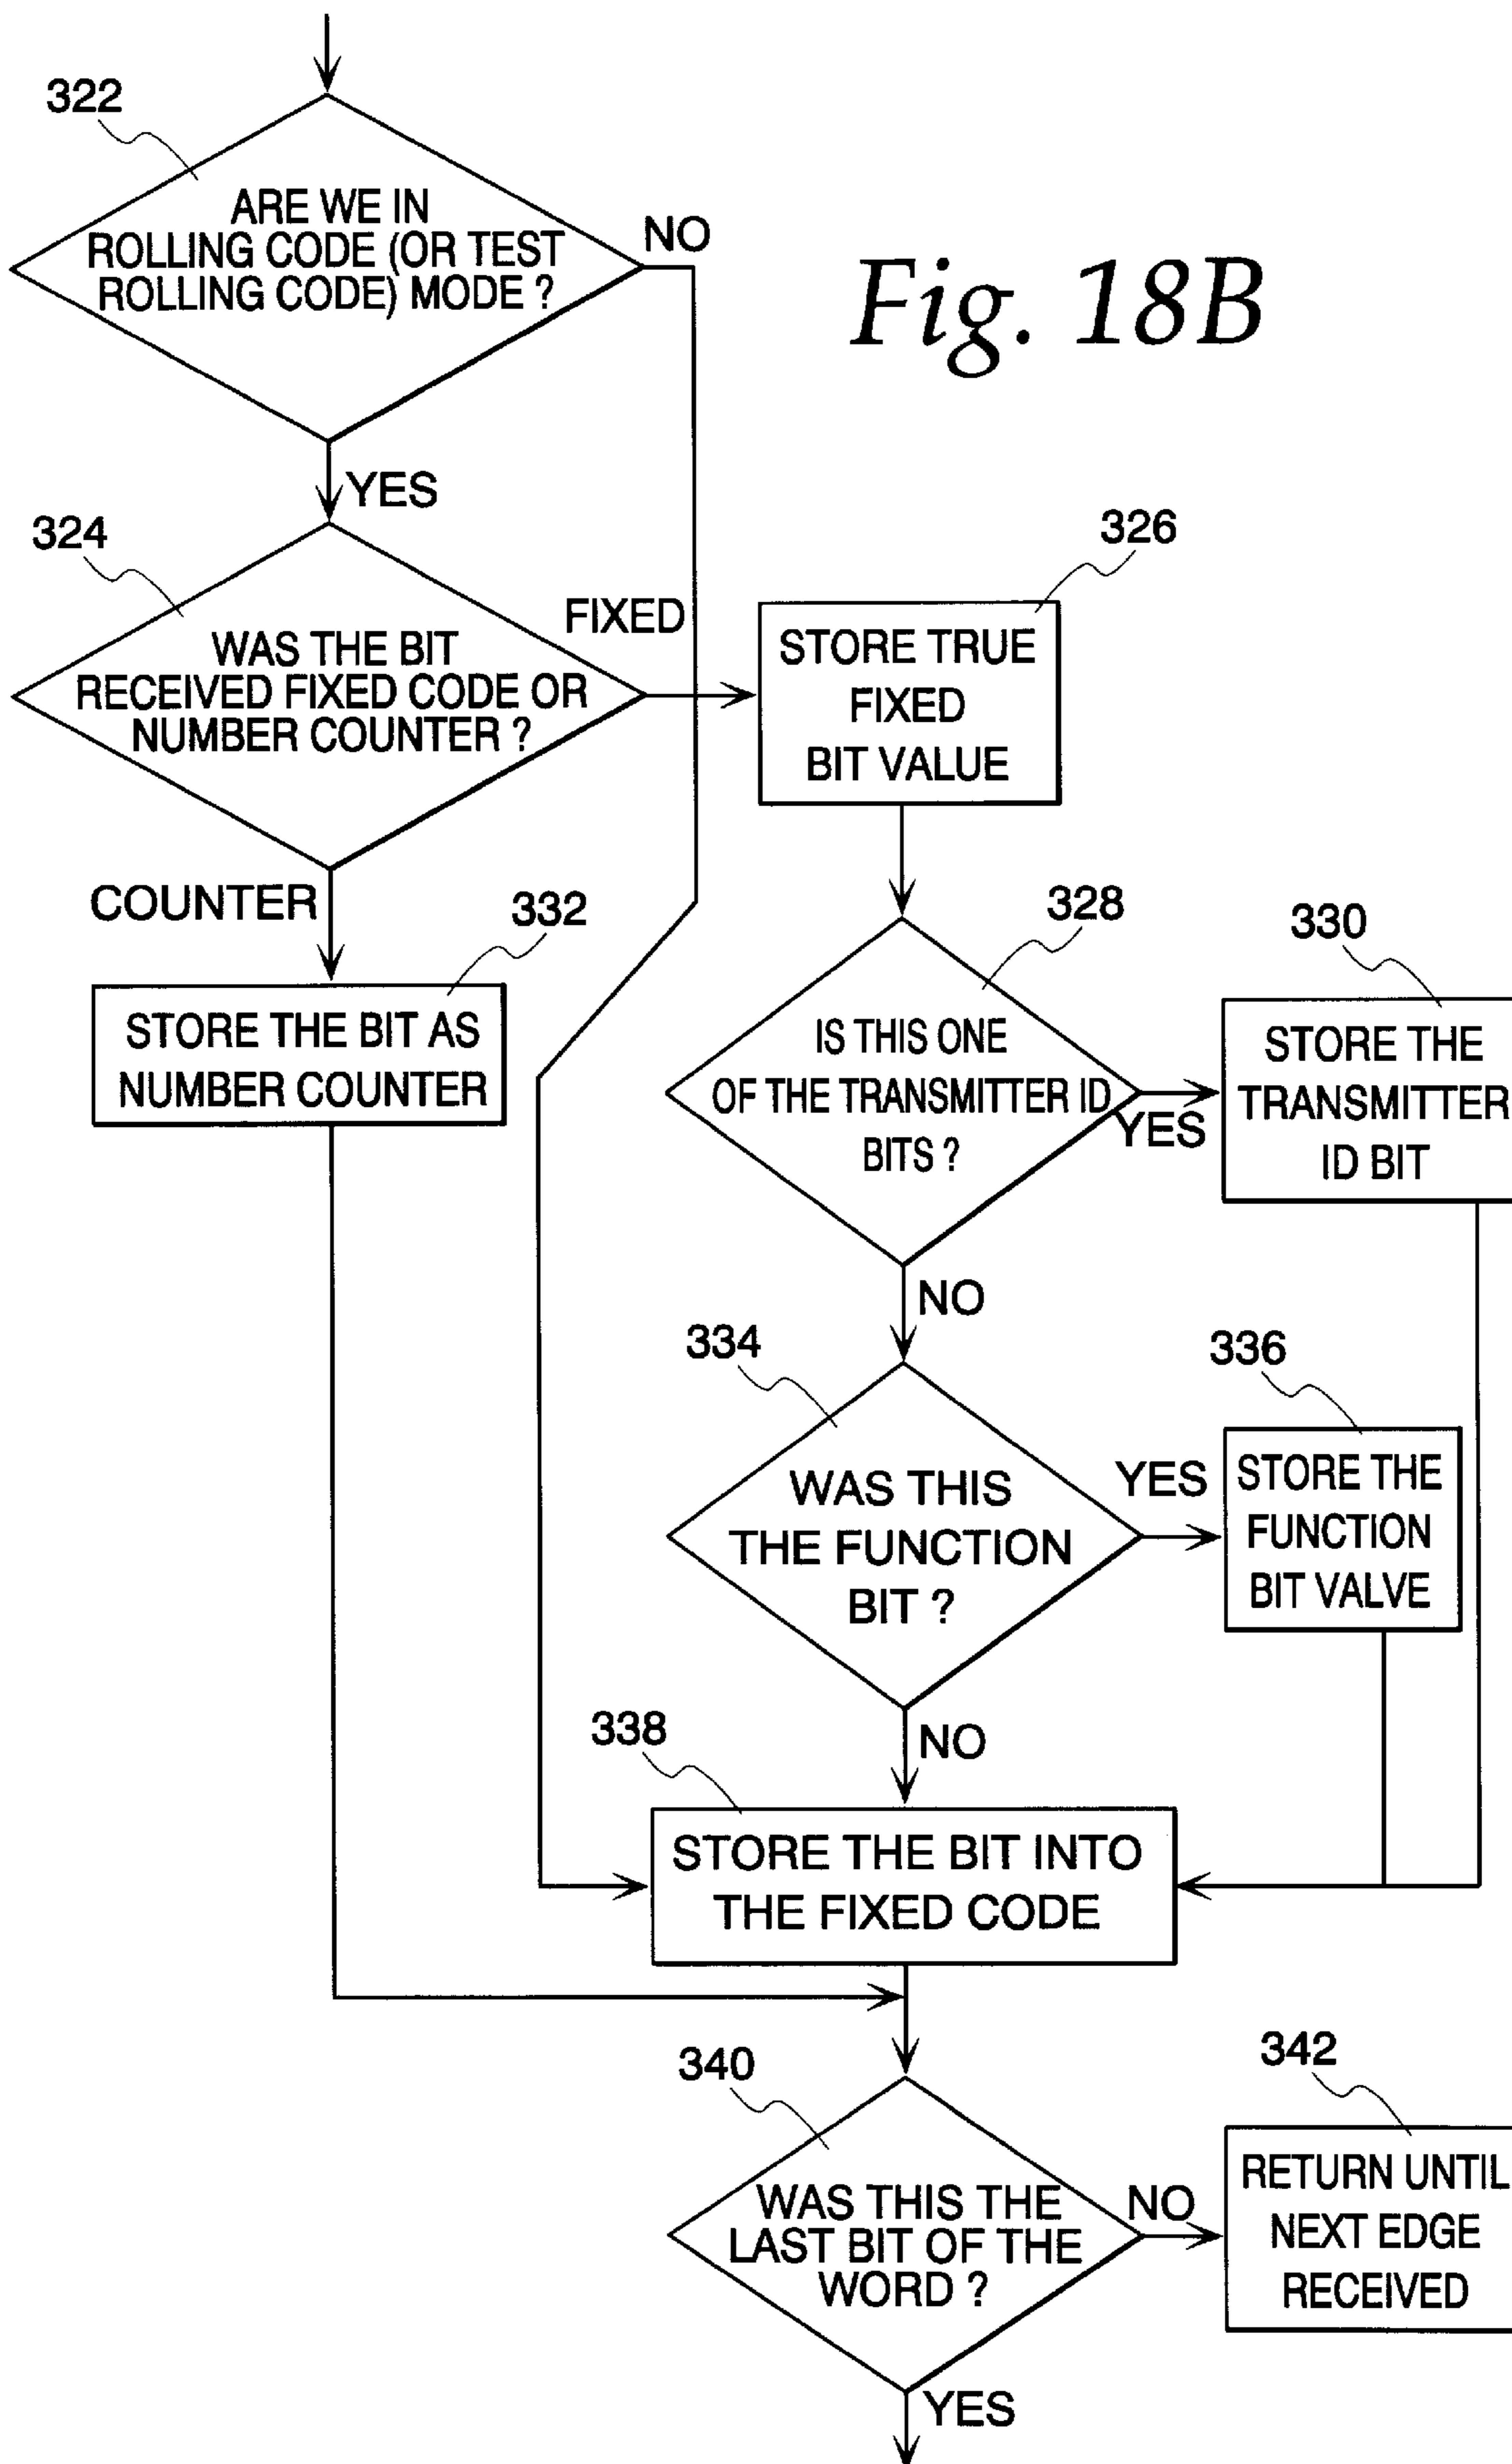 322
ARE WE IN
ROLLING CODE (OR TEST
ROLLING CODE) MODE ?
NO
Fig. 18B
YES
324
WAS THE BIT
RECEIVED FIXED CODE OR
NUMBER COUNTER ?
FIXED
326
STORE TRUE
FIXED
BIT VALUE
COUNTER
332
STORE THE BIT AS
NUMBER COUNTER
328
IS THIS ONE
OF THE TRANSMITTER ID
BITS ?
YES
330
STORE THE
TRANSMITTER
ID BIT
NO
334
WAS THIS
THE FUNCTION
BIT ?
YES
336
STORE THE
FUNCTION
BIT VALVE
NO
338
STORE THE BIT INTO
THE FIXED CODE
340
WAS THIS THE
LAST BIT OF THE
WORD ?
NO
342
RETURN UNTIL
NEXT EDGE
RECEIVED
YES